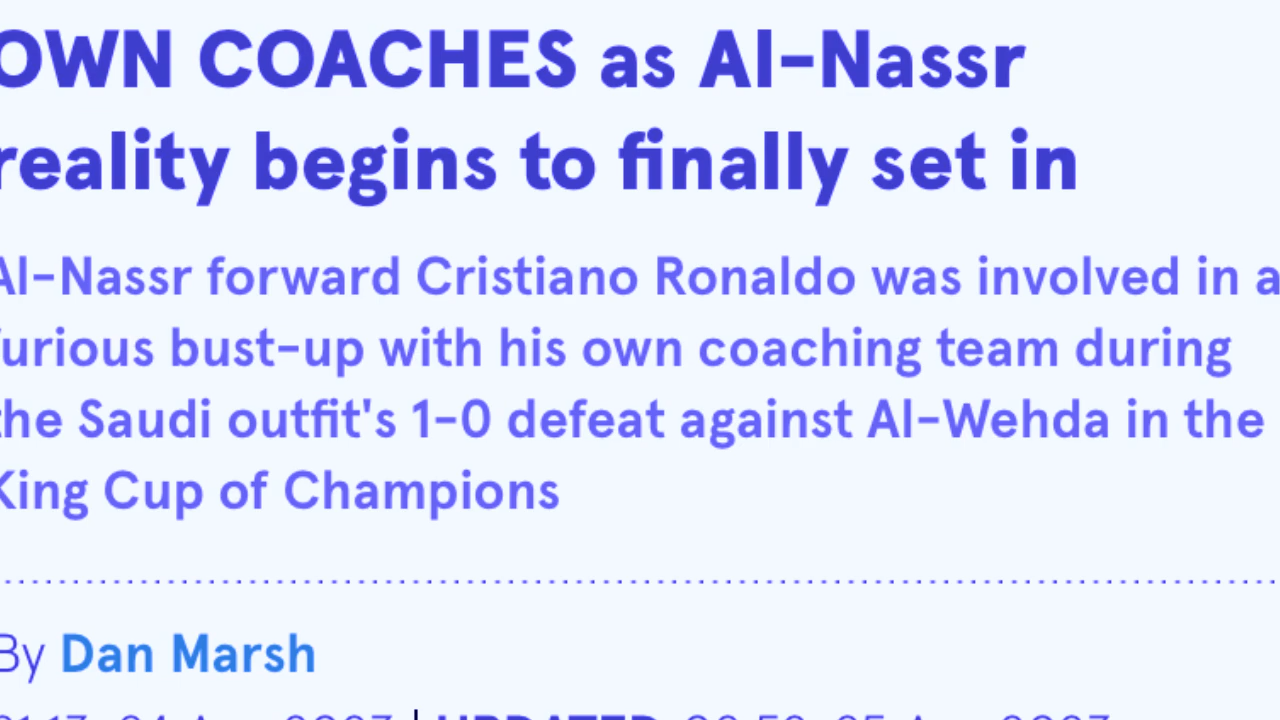 OWN COACHES as Al-Nassr
reality begins to finally set in
Al-Nassr forward Cristiano Ronaldo was involved in a
furious bust-up with his own coaching team during
the Saudi outfit's 1-0 defeat against Al-Wehda in the
King Cup of Champions
By Dan Marsh
UPDATED